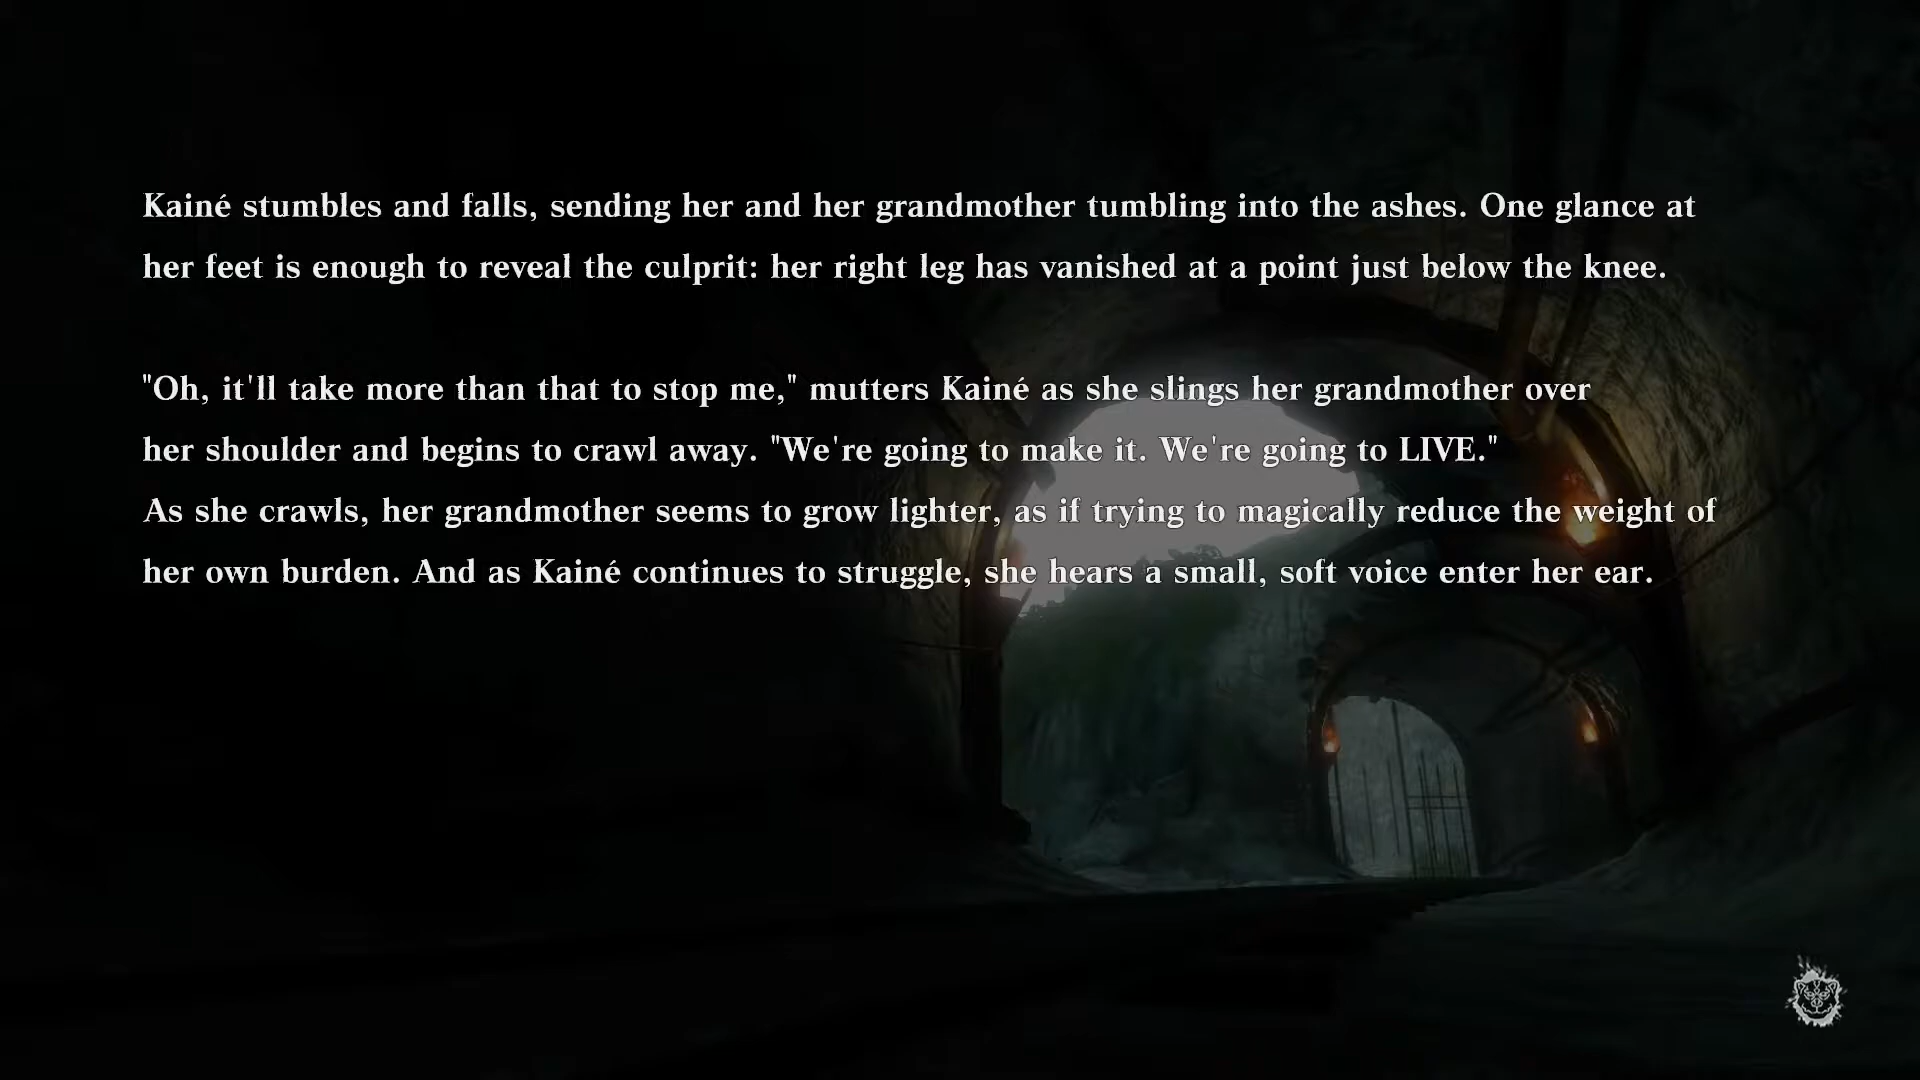 Kainé stumbles and falls, sending her and her grandmother tumbling into the ashes. One glance at
her feet is enough to reveal the culprit: her right leg has vanished at a point just below the knee.
"Oh, it'll take more than that to stop me," mutters Kainé as she slings her grandmother over
her shoulder and begins to crawl away. "We're going to make it. We're going to LIVE."
As she crawls, her grandmother seems to grow lighter, as if trying to magically reduce the weight of
her own burden. And as Kainé continues to struggle, she hears a small, soft voice enter her ear.